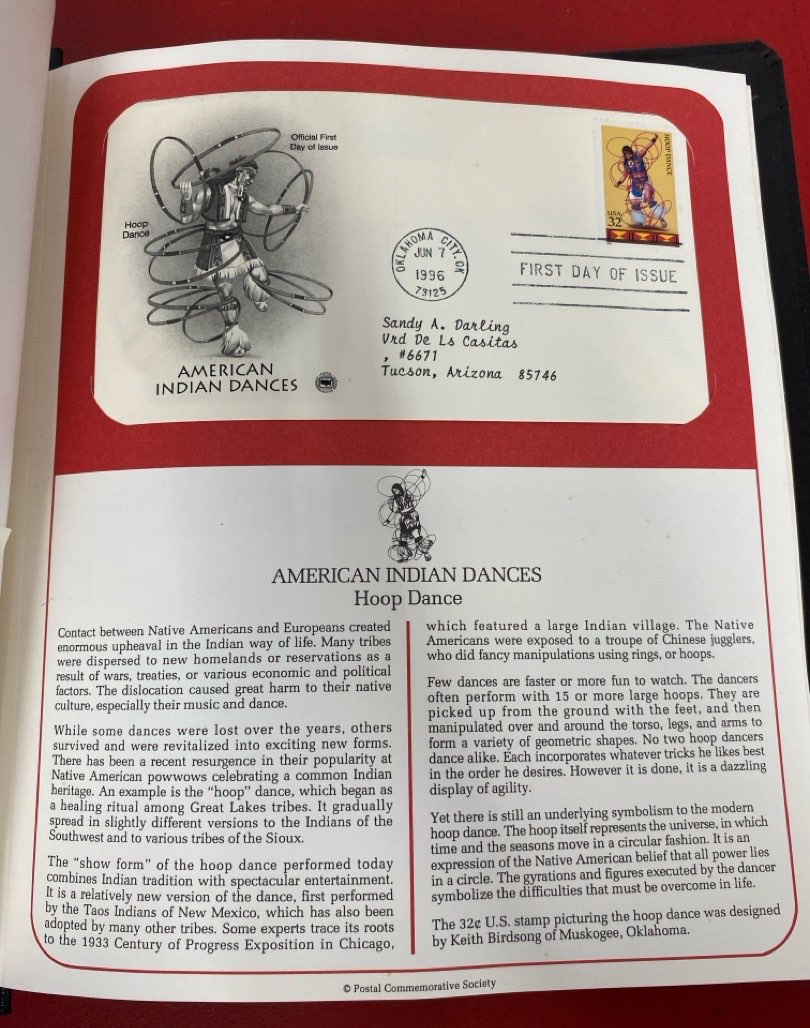 Official First
Day of Issue
Hoop
Dance
AMERICAN
INDIAN DANCES
OKLAHOMA CITY, OK
JUN 7
1996
73125
HOOP DANCE
USA
32
FIRST DAY OF ISSUE
Sandy A. Darling
Vrd De Ls Casitas
, #6671
Tucson, Arizona 85746
AMERICAN INDIAN DANCES
Hoop Dance
Contact between Native Americans and Europeans created
enormous upheaval in the Indian way of life. Many tribes
were dispersed to new homelands or reservations as a
result of wars, treaties, or various economic and political
factors. The dislocation caused great harm to their native
culture, especially their music and dance.
While some dances were lost over the years, others
survived and were revitalized into exciting new forms.
There has been a recent resurgence in their popularity at
Native American powwows celebrating a common Indian
heritage. An example is the "hoop" dance, which began as
a healing ritual among Great Lakes tribes. It gradually
spread in slightly different versions to the Indians of the
Southwest and to various tribes of the Sioux.
The "show form" of the hoop dance performed today
combines Indian tradition with spectacular entertainment.
It is a relatively new version of the dance, first performed
by the Taos Indians of New Mexico, which has also been
adopted by many other tribes. Some experts trace its roots
to the 1933 Century of Progress Exposition in Chicago,
which featured a large Indian village. The Native
Americans were exposed to a troupe of Chinese jugglers,
who did fancy manipulations using rings, or hoops.
Few dances are faster or more fun to watch. The dancers
often perform with 15 or more large hoops. They are
picked up from the ground with the feet, and then
manipulated over and around the torso, legs, and arms to
form a variety of geometric shapes. No two hoop dancers
dance alike. Each incorporates whatever tricks he likes best
in the order he desires. However it is done, it is a dazzling
display of agility.
Yet there is still an underlying symbolism to the modern
hoop dance. The hoop itself represents the universe, in which
time and the seasons move in a circular fashion. It is an
expression of the Native American belief that all power lies
in a circle. The gyrations and figures executed by the dancer
symbolize the difficulties that must be overcome in life.
The 32¢ U.S. stamp picturing the hoop dance was designed
by Keith Birdsong of Muskogee, Oklahoma.
© Postal Commemorative Society